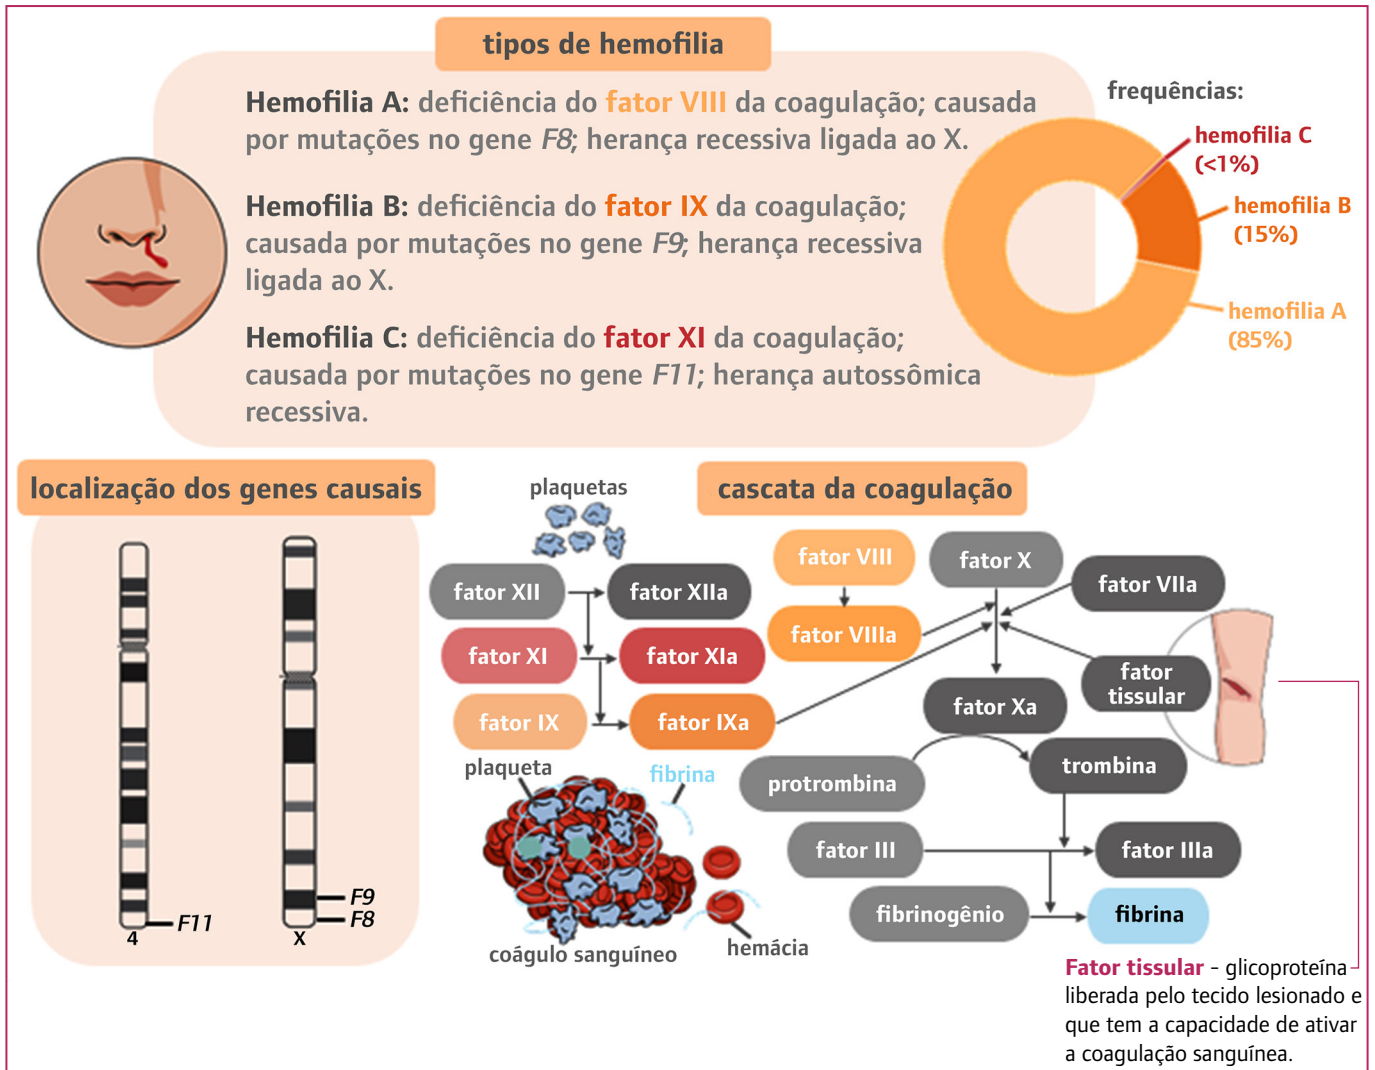 tipos de hemofilia
Hemofilia A: deficiência do fator VIII da coagulação; causada
por mutações no gene F8; herança recessiva ligada ao X.
Hemofilia B: deficiência do fator IX da coagulação;
causada por mutações no gene F9; herança recessiva
ligada ao X.
Hemofilia C: deficiência do fator XI da coagulação;
causada por mutações no gene F11; herança autossômica
recessiva.
frequências:
hemofilia C
(<1%)
hemofilia B
(15%)
hemofilia A
(85%)
localização dos genes causais
F11
4
F9
F8
X
cascata da coagulação
plaquetas
fator XII
fator XIIa
fator XI
fator XIa
fator IX
fator IXa
fator VIII
fator VIIIa
fator X
fator VIIa
fator
tissular
fator Xa
protrombina
trombina
fator III
fator IIIa
fibrinogênio
fibrina
plaqueta
fibrina
coágulo sanguíneo
hemácia
Fator tissular - glicoproteína
liberada pelo tecido lesionado e
que tem a capacidade de ativar
a coagulação sanguínea.